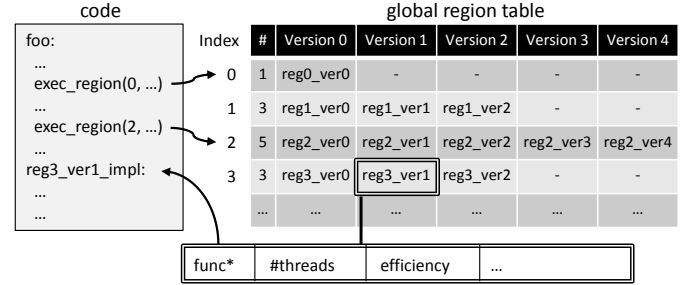 code
global region table
foo:
...
exec_region(0, ...)
...
exec_region(2, ...)
...
reg3_ver1_impl:
...
...
Index # Version 0 Version 1 Version 2 Version 3 Version 4
0 1 reg0_ver0 - - - -
1 3 reg1_ver0 reg1_ver1 reg1_ver2 - -
2 5 reg2_ver0 reg2_ver1 reg2_ver2 reg2_ver3 reg2_ver4
3 3 reg3_ver0 reg3_ver1 reg3_ver2 - -
... ... ... ... ... ...
func* #threads efficiency ...